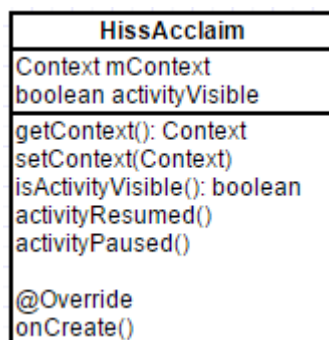 HissAcclaim
Context mContext
boolean activityVisible
getContext(): Context
setContext(Context)
isActivityVisible(): boolean
activityResumed()
activityPaused()
@Override
onCreate()